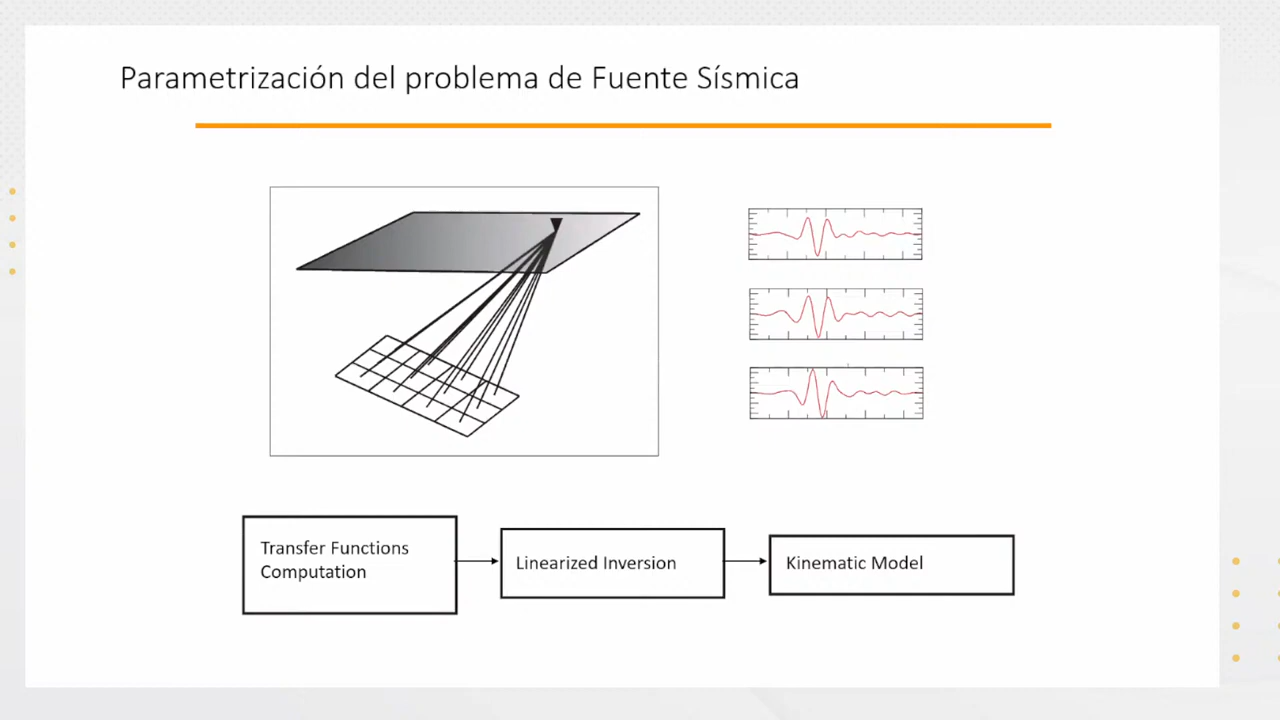 Parametrización del problema de Fuente Sísmica
Transfer Functions
Computation
Linearized Inversion
Kinematic Model